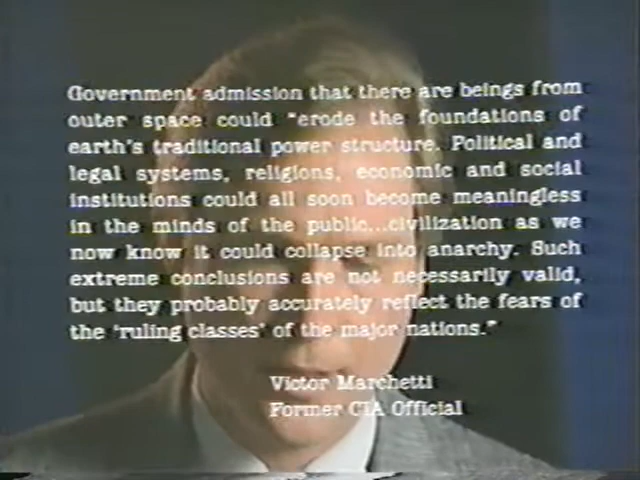 Government admission that there are beings from
outer space could "erode the foundations of
earth's traditional power structure. Political and
legal systems, religions, economic and social
institutions could all soon become meaningless
in the minds of the public...civilization as we
now know it could collapse into anarchy. Such
extreme conclusions are not necessarily valid,
but they probably accurately reflect the fears of
the 'ruling classes' of the major nations."
Victor Marchetti
Former CIA Official